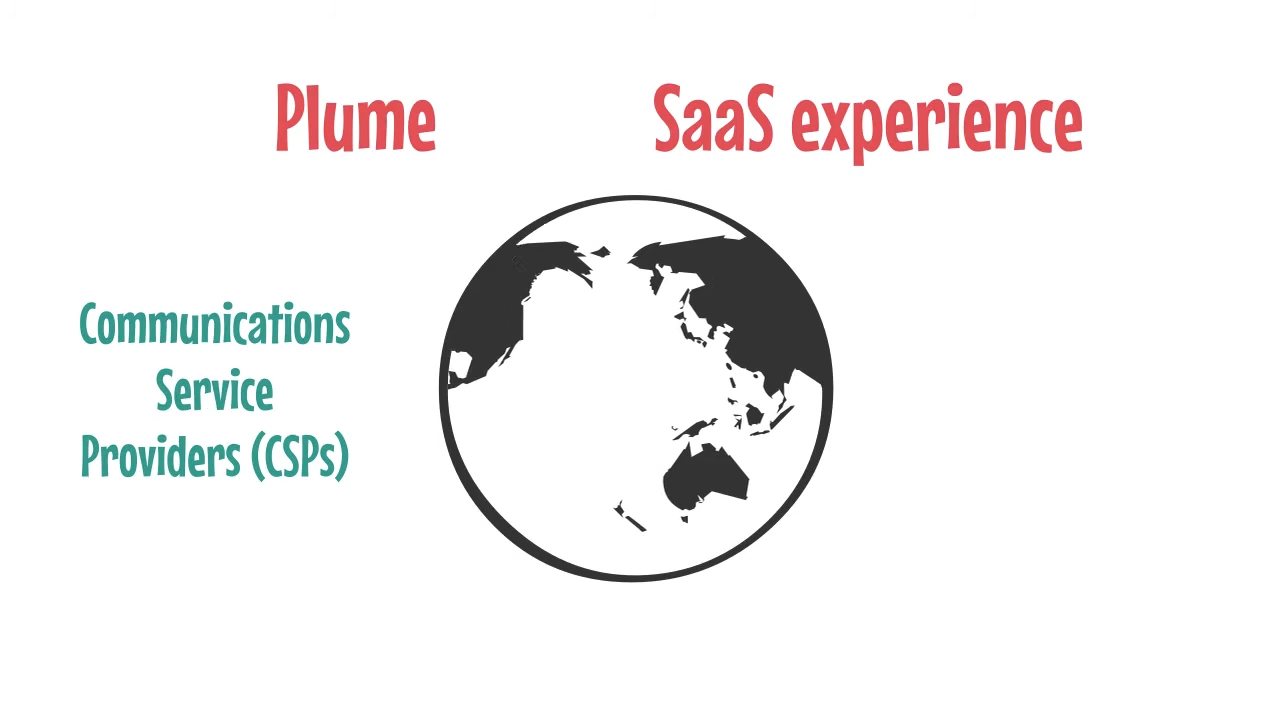 Plume
SaaS experience
Communications
Service
Providers (CSPs)